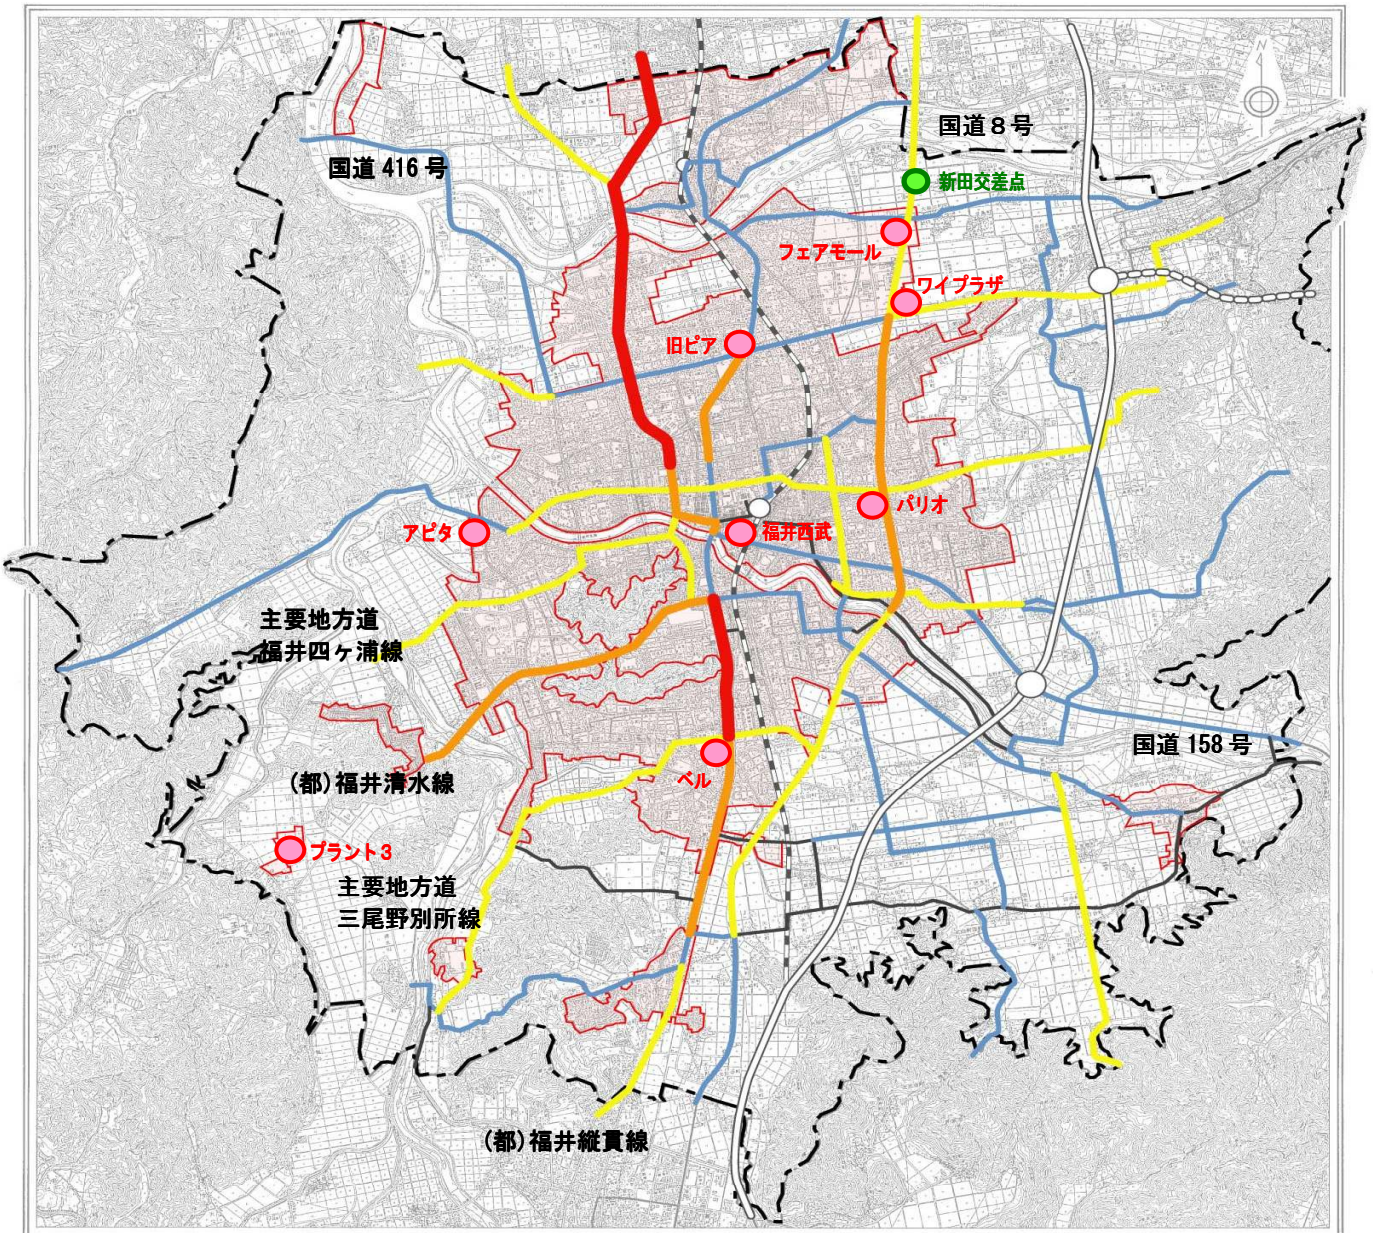 国道８号
国道 416 号
新田交差点
フェアモール
ワイプラザ
旧ピア
パリオ
アピタ
福井西武
主要地方道
福井四ヶ浦線
国道 158 号
ベル
(都)福井清水線
プラント3
主要地方道
三尾野別所線
(都)福井縦貫線